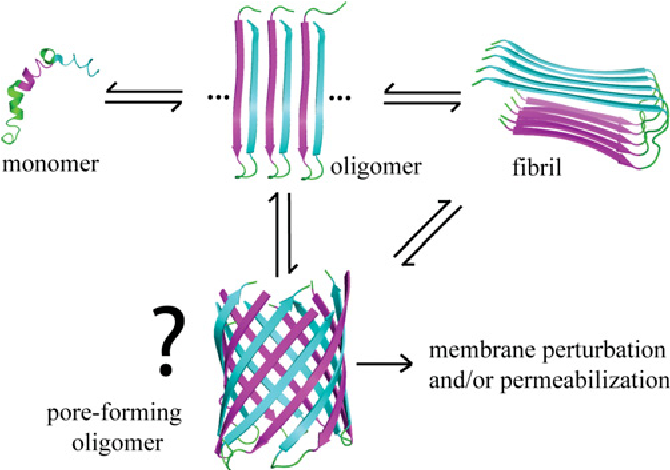 monomer
... ...
oligomer
fibril
?
pore-forming
oligomer
membrane perturbation
and/or permeabilization